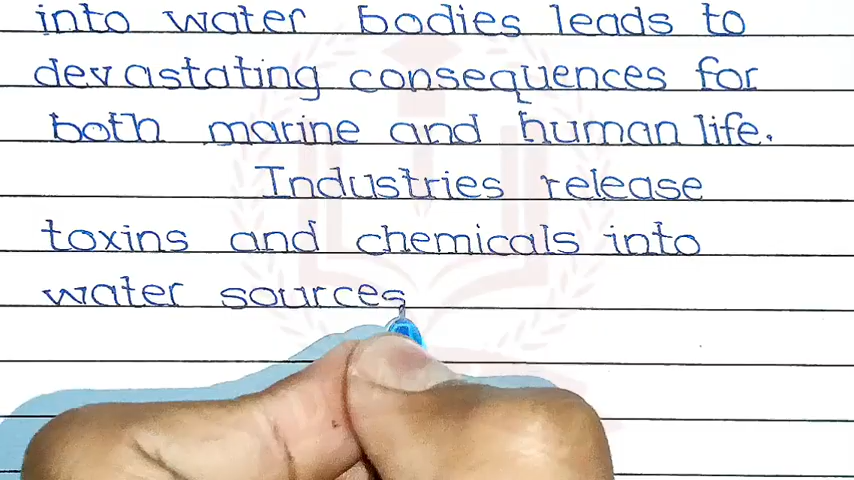 into water bodies leads to
devastating consequences for
both marine and human life.
Industries release
toxins and chemicals into
water sources